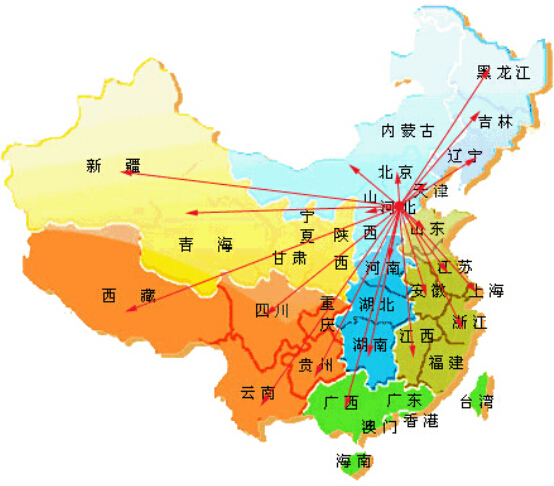 黑龙江
吉林
内蒙古
辽宁
新疆
北京
天津
山西
河北
宁夏
陕西
山东
青海
甘肃
河南
江苏
西藏
四川
重庆
湖北
安徽
上海
浙江
湖南
江西
贵州
福建
云南
广西
广东
台湾
澳门
香港
海南